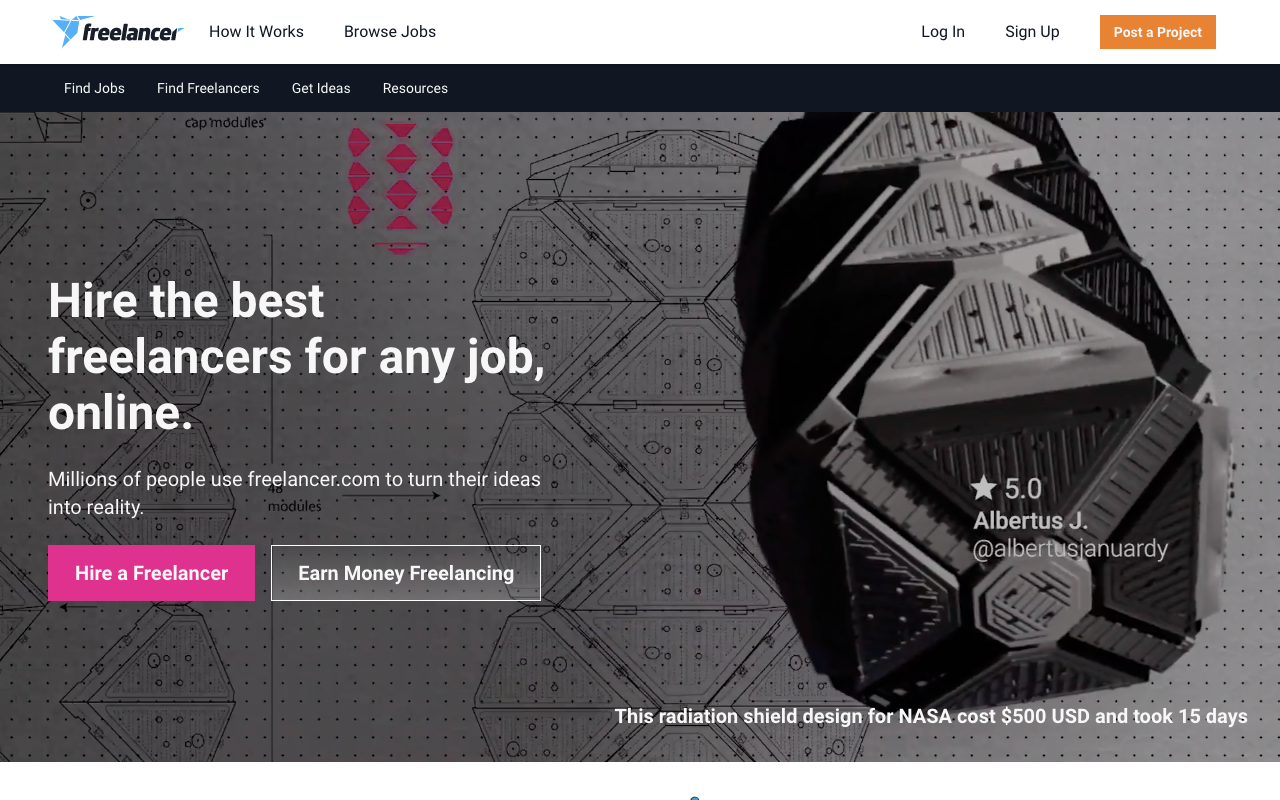 freelancer
How It Works
Browse Jobs
Log In
Sign Up
Post a Project
Find Jobs
Find Freelancers
Get Ideas
Resources
cap modules
Hire the best
freelancers for any job,
online.
Millions of people use freelancer.com to turn their ideas
into reality.
48
modules
Hire a Freelancer
Earn Money Freelancing
5.0
Albertus J.
@albertusjanuardy
This radiation shield design for NASA cost $500 USD and took 15 days